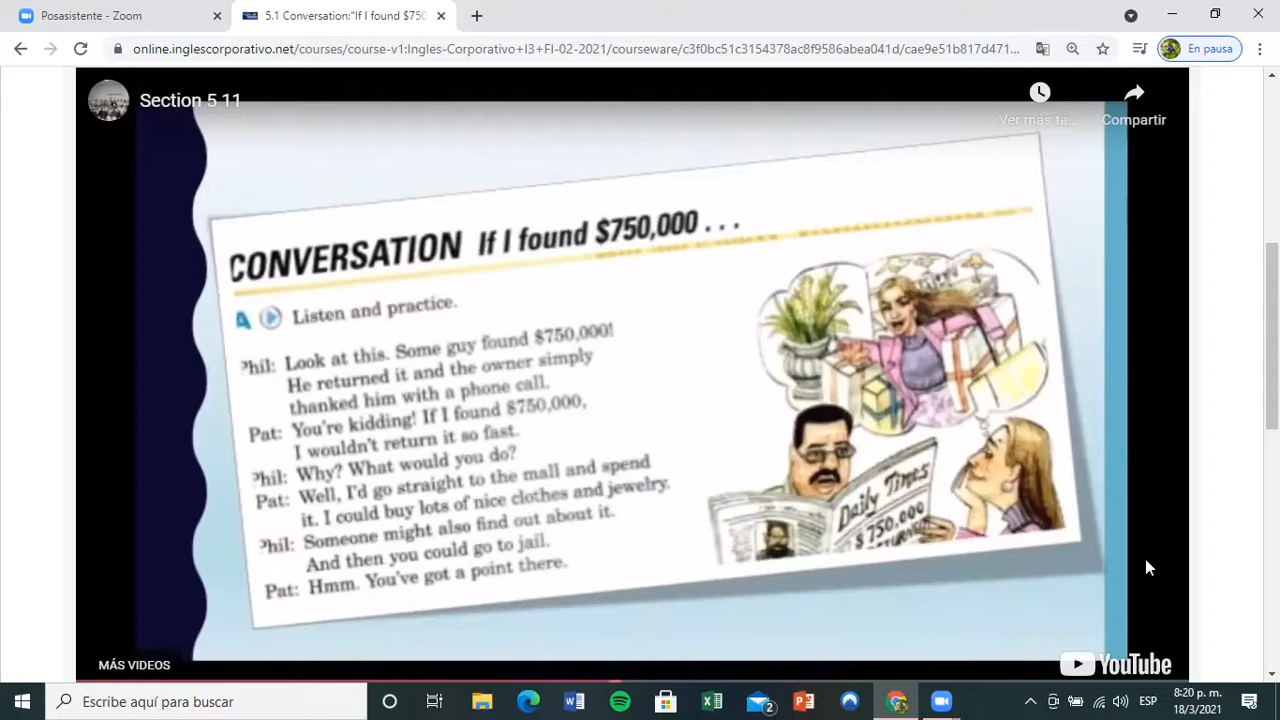 Posasistente - Zoom
5.1 Conversation:"If I found $750
online.inglescorporativo.net/courses/course-v1:Ingles-Corporativo+I3+FI-02-2021/courseware/c3f0bc51c3154378ac8f9586abea041d/cae9e51b817d471...
En pausa
Section 5 11
Ver más ta...
Compartir
CONVERSATION If I found $750,000 . . .
A Listen and practice.
Phil: Look at this. Some guy found $750,000!
He returned it and the owner simply
thanked him with a phone call.
Pat: You're kidding! If I found $750,000,
I wouldn't return it so fast.
Phil: Why? What would you do?
Pat: Well, I'd go straight to the mall and spend
it. I could buy lots of nice clothes and jewelry.
Phil: Someone might also find out about it.
And then you could go to jail.
Pat: Hmm. You've got a point there.
Daily Times
$750,000
MÁS VIDEOS
YouTube
Escribe aquí para buscar
2
ESP
8:20 p. m.
18/3/2021